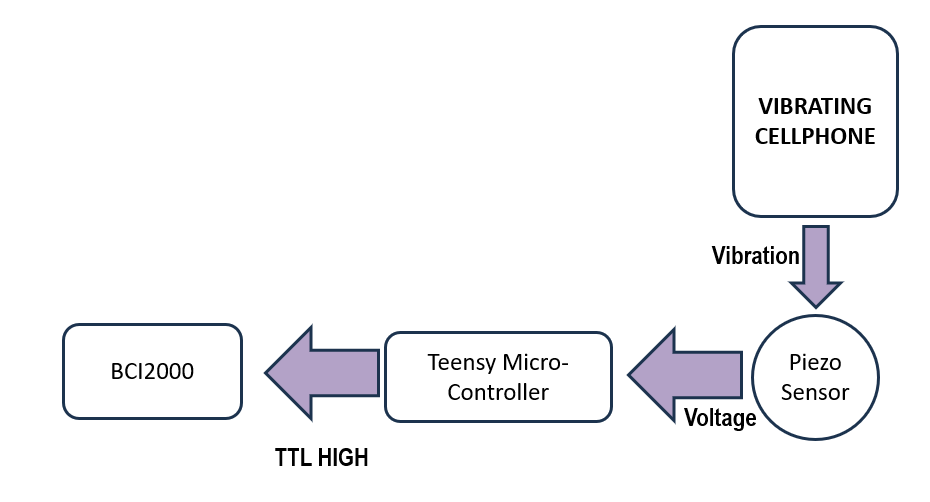 VIBRATING
CELLPHONE
Vibration
Piezo
Sensor
Voltage
Teensy Micro-
Controller
TTL HIGH
BCI2000